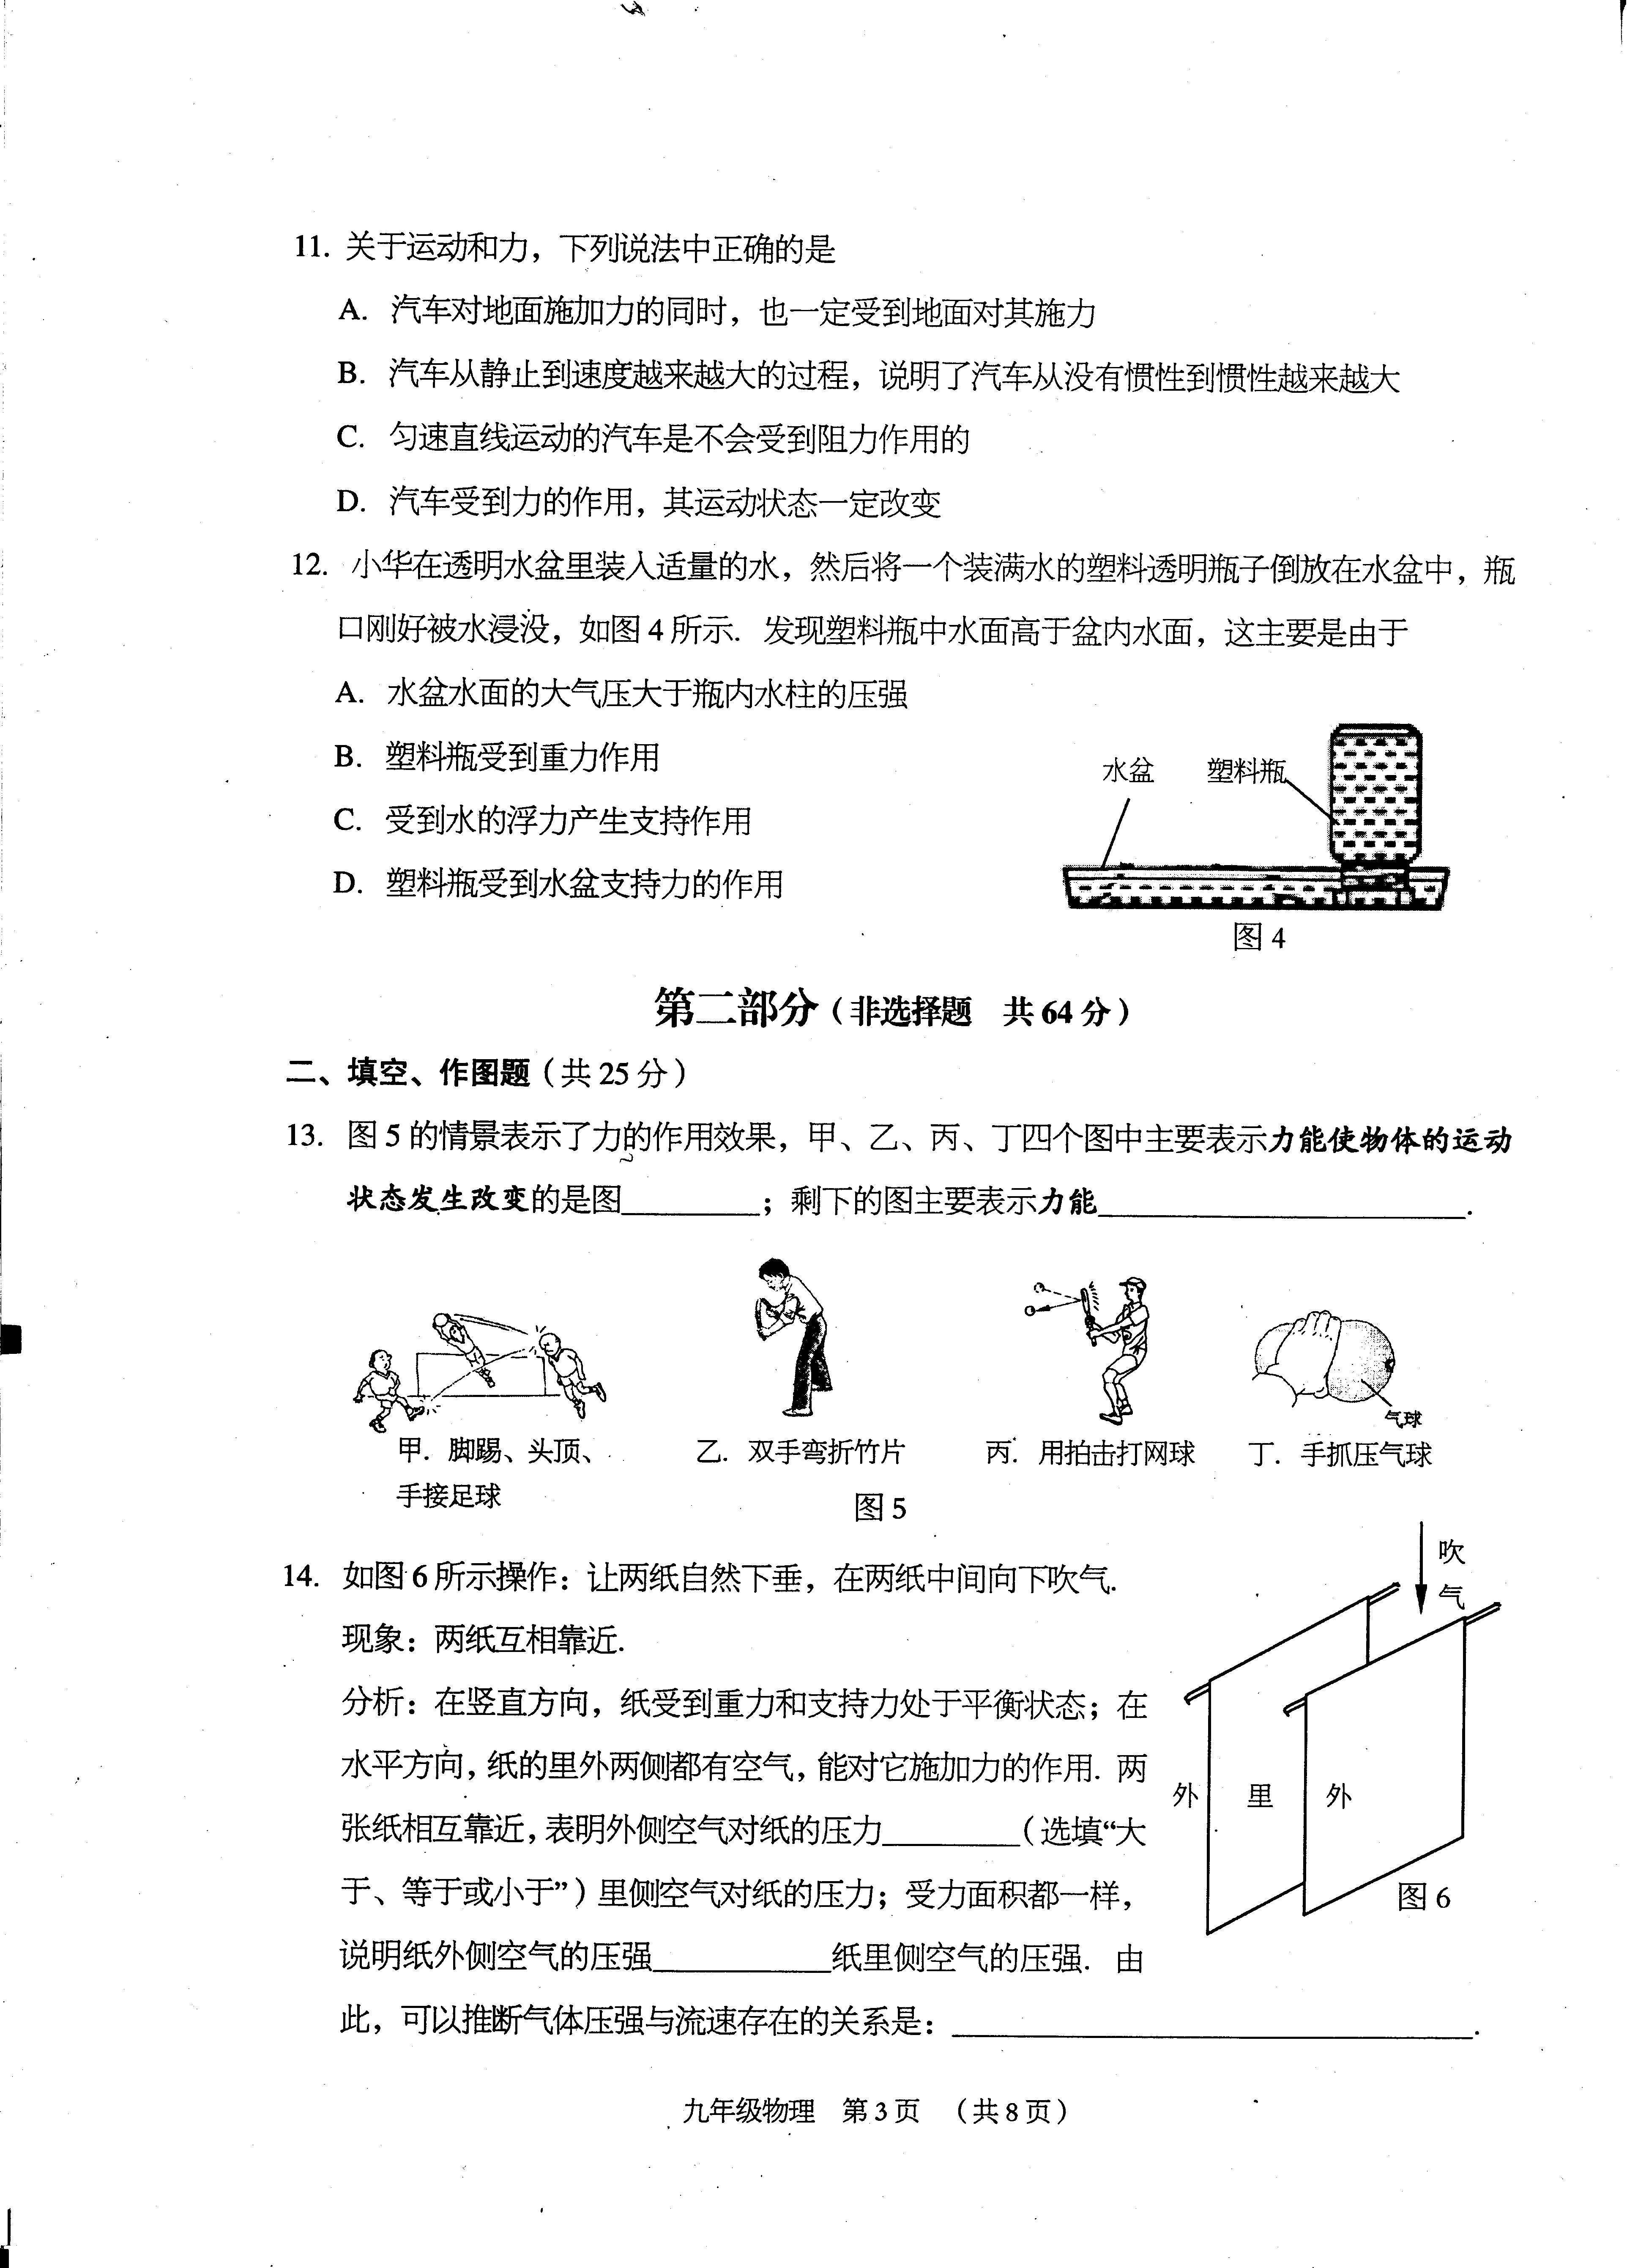 11. 关于运动和力，下列说法中正确的是
A. 汽车对地面施加力的同时，也一定受到地面对其施力
B. 汽车从静止到速度越来越大的过程，说明了汽车从没有惯性到惯性越来越大
C. 匀速直线运动的汽车是不会受到阻力作用的
D. 汽车受到力的作用，其运动状态一定改变
12. 小华在透明水盆里装入适量的水，然后将一个装满水的塑料透明瓶子倒放在水盆中，瓶
口刚好被水浸没，如图4所示. 发现塑料瓶中水面高于盆内水面，这主要是由于
A. 水盆水面的大气压大于瓶内水柱的压强
B. 塑料瓶受到重力作用
C. 受到水的浮力产生支持作用
D. 塑料瓶受到水盆支持力的作用
水盆 塑料瓶
图4
第二部分（非选择题 共64分）
二、填空、作图题（共25分）
13. 图5的情景表示了力的作用效果，甲、乙、丙、丁四个图中主要表示力能使物体的运动
状态发生改变的是图________；剩下的图主要表示力能________________.
气球
甲. 脚踢、头顶、 乙. 双手弯折竹片 丙. 用拍击打网球 丁. 手抓压气球
手接足球
图5
14. 如图6所示操作：让两纸自然下垂，在两纸中间向下吹气.
现象：两纸互相靠近.
分析：在竖直方向，纸受到重力和支持力处于平衡状态；在
水平方向，纸的里外两侧都有空气，能对它施加力的作用. 两
张纸相互靠近，表明外侧空气对纸的压力________（选填“大
于、等于或小于”）里侧空气对纸的压力；受力面积都一样，
说明纸外侧空气的压强________纸里侧空气的压强. 由
此，可以推断气体压强与流速存在的关系是：________________.
吹
气
外 里 外
图6
九年级物理 第3页 （共8页）